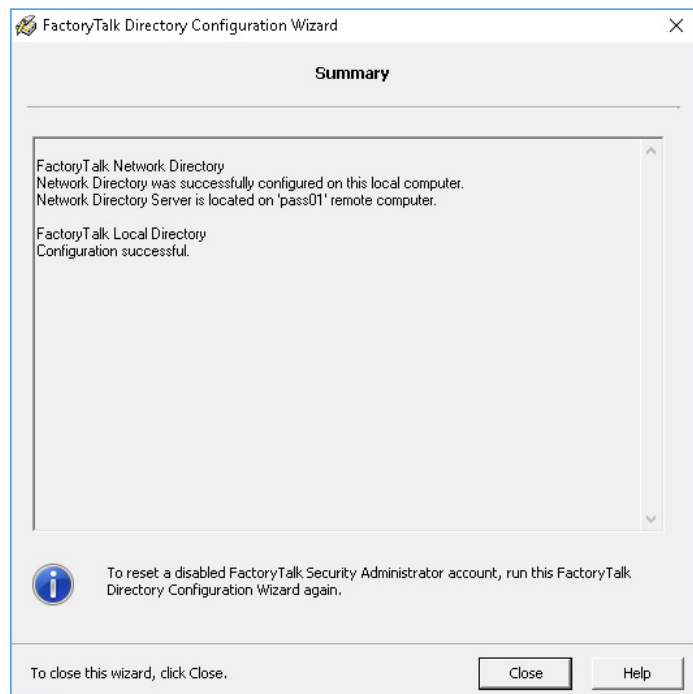 FactoryTalk Directory Configuration Wizard
Summary
FactoryTalk Network Directory
Network Directory was successfully configured on this local computer.
Network Directory Server is located on 'pass01' remote computer.
FactoryTalk Local Directory
Configuration successful.
To reset a disabled FactoryTalk Security Administrator account, run this FactoryTalk
Directory Configuration Wizard again.
To close this wizard, click Close.
Close
Help